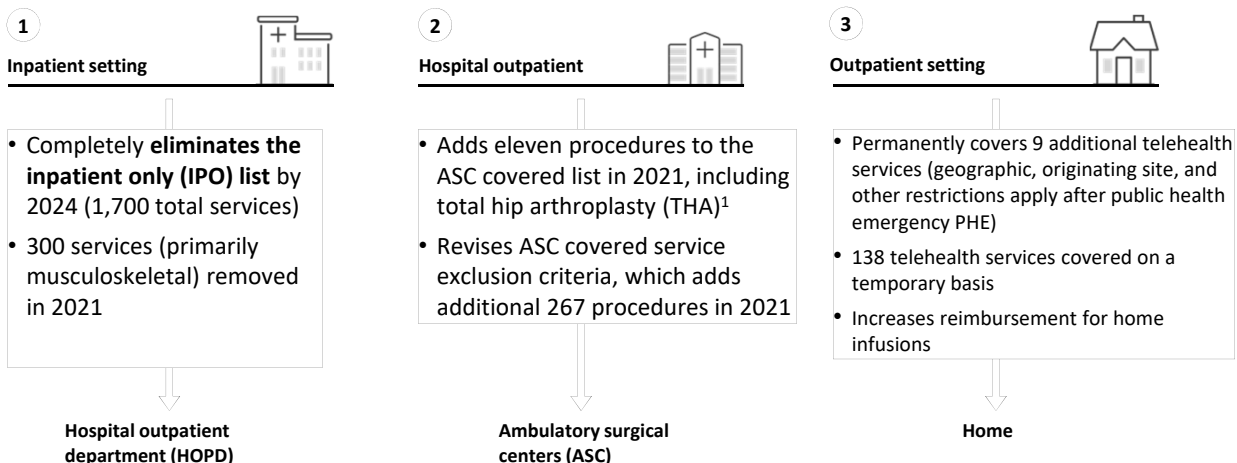 1
Inpatient setting
• Completely eliminates the
inpatient only (IPO) list by
2024 (1,700 total services)
• 300 services (primarily
musculoskeletal) removed
in 2021
Hospital outpatient
department (HOPD)
2
Hospital outpatient
• Adds eleven procedures to the
ASC covered list in 2021, including
total hip arthroplasty (THA)1
• Revises ASC covered service
exclusion criteria, which adds
additional 267 procedures in 2021
Ambulatory surgical
centers (ASC)
3
Outpatient setting
• Permanently covers 9 additional telehealth
services (geographic, originating site, and
other restrictions apply after public health
emergency PHE)
• 138 telehealth services covered on a
temporary basis
• Increases reimbursement for home
infusions
Home